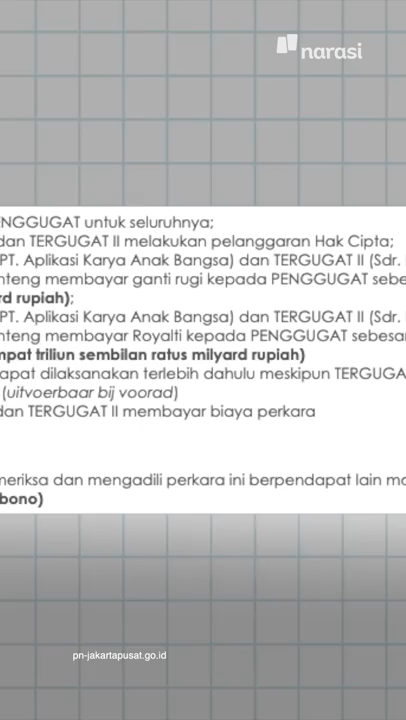 narasi
ENGGUGAT untuk seluruhnya;
dan TERGUGAT II melakukan pelanggaran Hak Cipta;
PT. Aplikasi Karya Anak Bangsa) dan TERGUGAT II (Sdr.
nteng membayar ganti rugi kepada PENGGUGAT sebe
rd rupiah);
PT. Aplikasi Karya Anak Bangsa) dan TERGUGAT II (Sdr.
nteng membayar Royalti kepada PENGGUGAT sebesar
mpat triliun sembilan ratus milyard rupiah)
apat dilaksanakan terlebih dahulu meskipun TERGUGA
(uitvoerbaar bij voorad)
dan TERGUGAT II membayar biaya perkara
meriksa dan mengadili perkara ini berpendapat lain ma
bono)
pn-jakartapusat.go.id